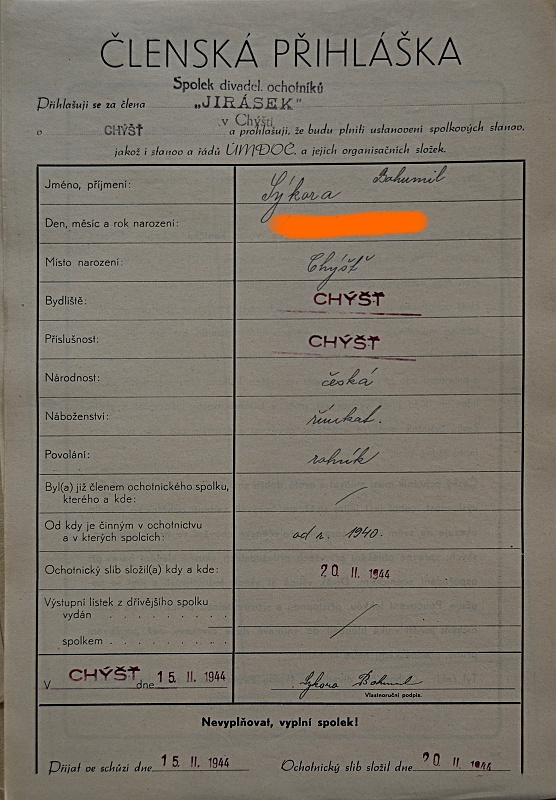 ČLENSKÁ PŘIHLÁŠKA
Spolek divadel. ochotníků
Přihlašuji se za člena „JIRÁSEK"
v Chýšti
v CHÝŠŤ a prohlašuji, že budu plniti ustanovení spolkových stanov,
jakož i stanov a řádů ÚMDOČ. a jejich organisačních složek.
Jméno, příjmení: Sýkora Bohumil
Den, měsíc a rok narození:
Místo narození: Chýšť
Bydliště: CHÝŠŤ
Příslušnost: CHÝŠŤ
Národnost: česká
Náboženství: římkat.
Povolání: rolník
Byl(a) již členem ochotnického spolku,
kterého a kde: /
Od kdy je činným v ochotnictvu
a v kterých spolcích: od r. 1940.
Ochotnický slib složil(a) kdy a kde: 20 II. 1944
Výstupní lístek z dřívějšího spolku
vydán . . . . . . . . /
spolkem . . . . . . . .
V CHÝŠŤ dne 15 II. 1944 Sýkora Bohumil
Vlastnoruční podpis.
Nevyplňovat, vyplní spolek!
Přijat ve schůzi dne 15 II. 1944 Ochotnický slib složil dne 20 II. 1944